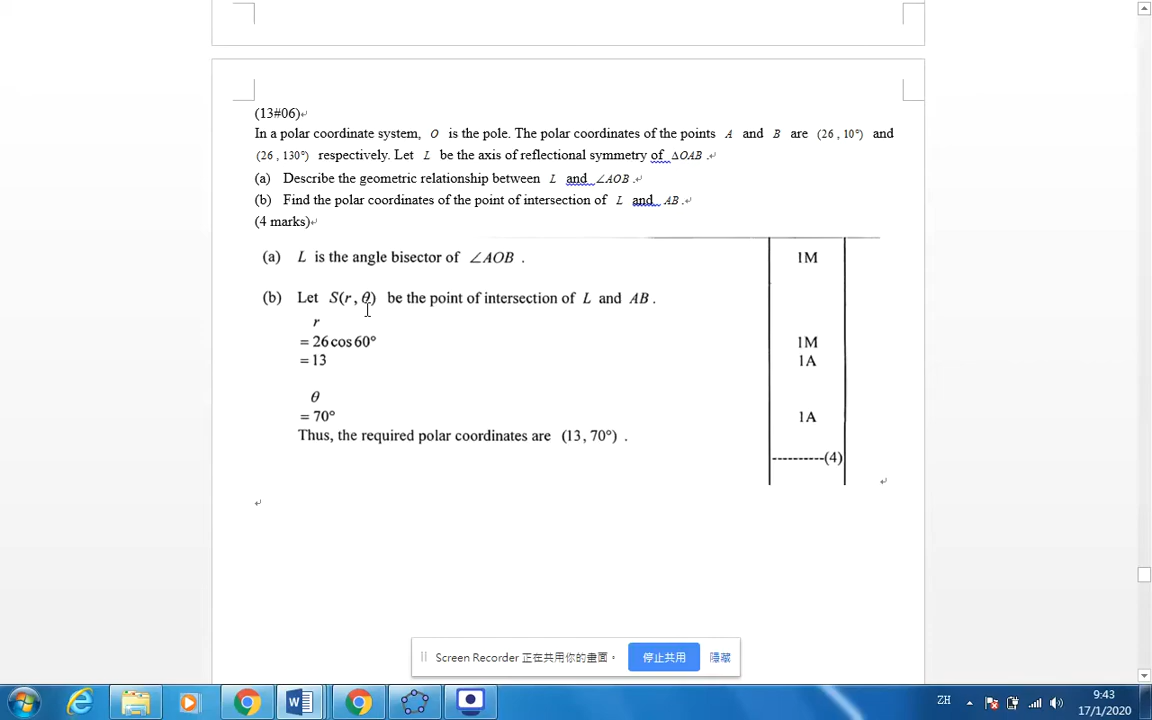 (13#06)
In a polar coordinate system, O is the pole. The polar coordinates of the points A and B are (26 , 10°) and
(26 , 130°) respectively. Let L be the axis of reflectional symmetry of ΔOAB .
(a) Describe the geometric relationship between L and ∠AOB .
(b) Find the polar coordinates of the point of intersection of L and AB .
(4 marks)
(a) L is the angle bisector of ∠AOB . 1M
(b) Let S(r , θ) be the point of intersection of L and AB .
r
= 26 cos 60° 1M
= 13 1A
θ
= 70° 1A
Thus, the required polar coordinates are (13 , 70°) .
----------(4)
Screen Recorder 正在共用你的畫面。 停止共用 隱藏
ZH 9:43
17/1/2020